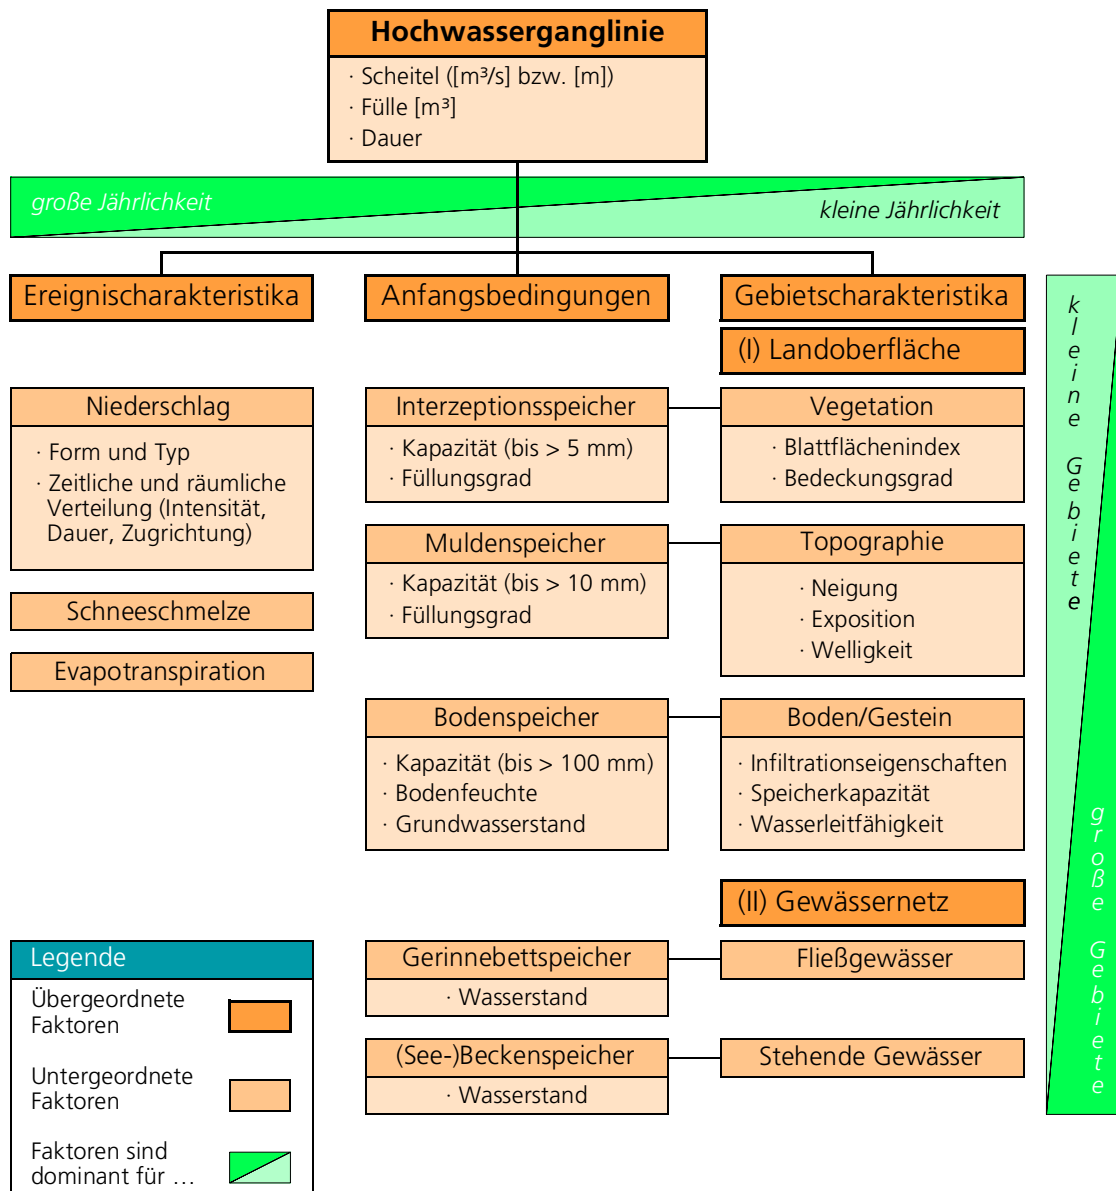 Hochwasserganglinie
· Scheitel ([m³/s] bzw. [m])
· Fülle [m³]
· Dauer
große Jährlichkeit
kleine Jährlichkeit
Ereignischarakteristika
Anfangsbedingungen
Gebietscharakteristika
(I) Landoberfläche
Niederschlag
· Form und Typ
· Zeitliche und räumliche
Verteilung (Intensität,
Dauer, Zugrichtung)
Schneeschmelze
Evapotranspiration
Interzeptionsspeicher
· Kapazität (bis > 5 mm)
· Füllungsgrad
Vegetation
· Blattflächenindex
· Bedeckungsgrad
Muldenspeicher
· Kapazität (bis > 10 mm)
· Füllungsgrad
Topographie
· Neigung
· Exposition
· Welligkeit
Bodenspeicher
· Kapazität (bis > 100 mm)
· Bodenfeuchte
· Grundwasserstand
Boden/Gestein
· Infiltrationseigenschaften
· Speicherkapazität
· Wasserleitfähigkeit
(II) Gewässernetz
Gerinnebettspeicher
· Wasserstand
Fließgewässer
(See-)Beckenspeicher
· Wasserstand
Stehende Gewässer
kleine Gebiete
große Gebiete
Legende
Übergeordnete
Faktoren
Untergeordnete
Faktoren
Faktoren sind
dominant für ...